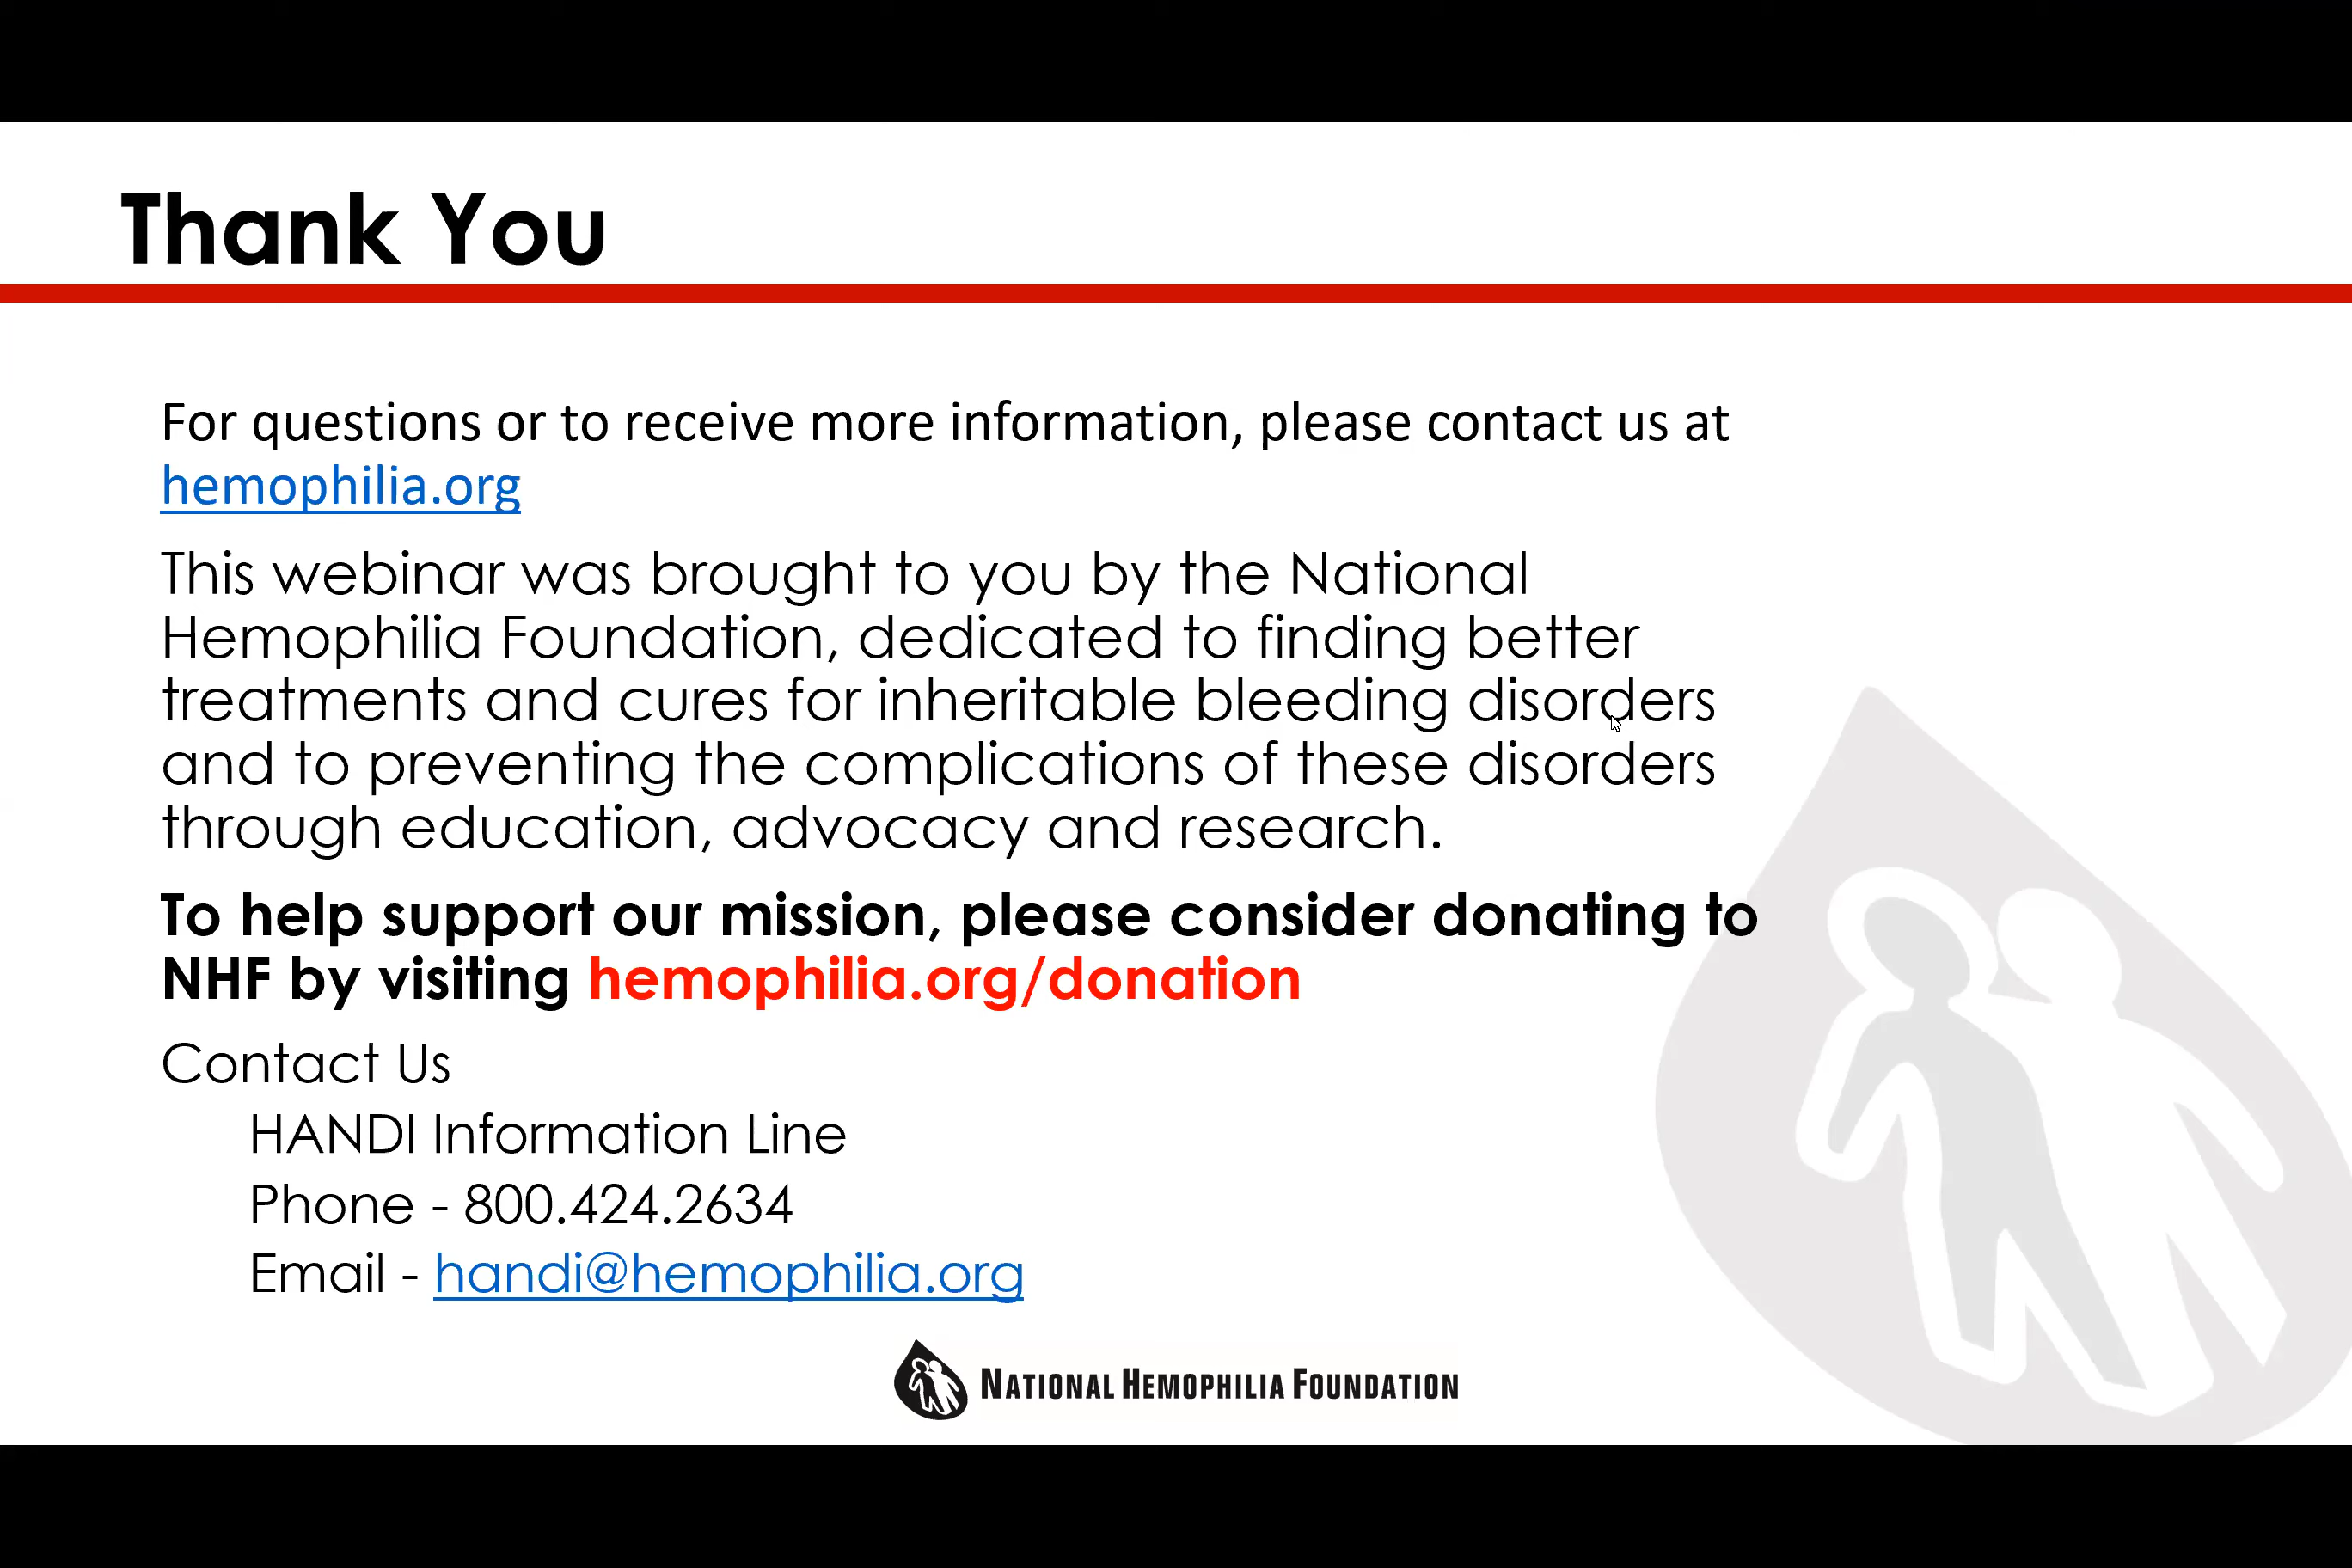 Thank You
For questions or to receive more information, please contact us at
hemophilia.org
This webinar was brought to you by the National
Hemophilia Foundation, dedicated to finding better
treatments and cures for inheritable bleeding disorders
and to preventing the complications of these disorders
through education, advocacy and research.
To help support our mission, please consider donating to
NHF by visiting hemophilia.org/donation
Contact Us
HANDI Information Line
Phone - 800.424.2634
Email - handi@hemophilia.org
NATIONAL HEMOPHILIA FOUNDATION